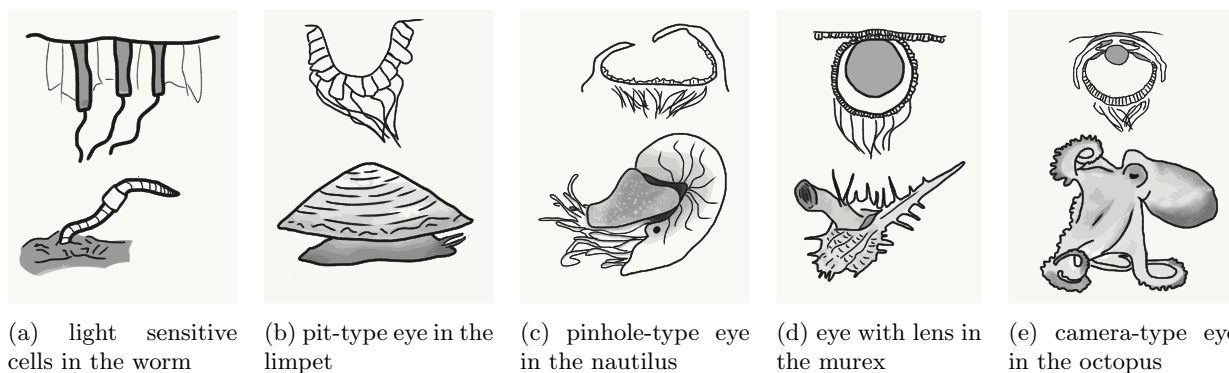 (a) light sensitive
cells in the worm
(b) pit-type eye in the
limpet
(c) pinhole-type eye
in the nautilus
(d) eye with lens in
the murex
(e) camera-type eye
in the octopus